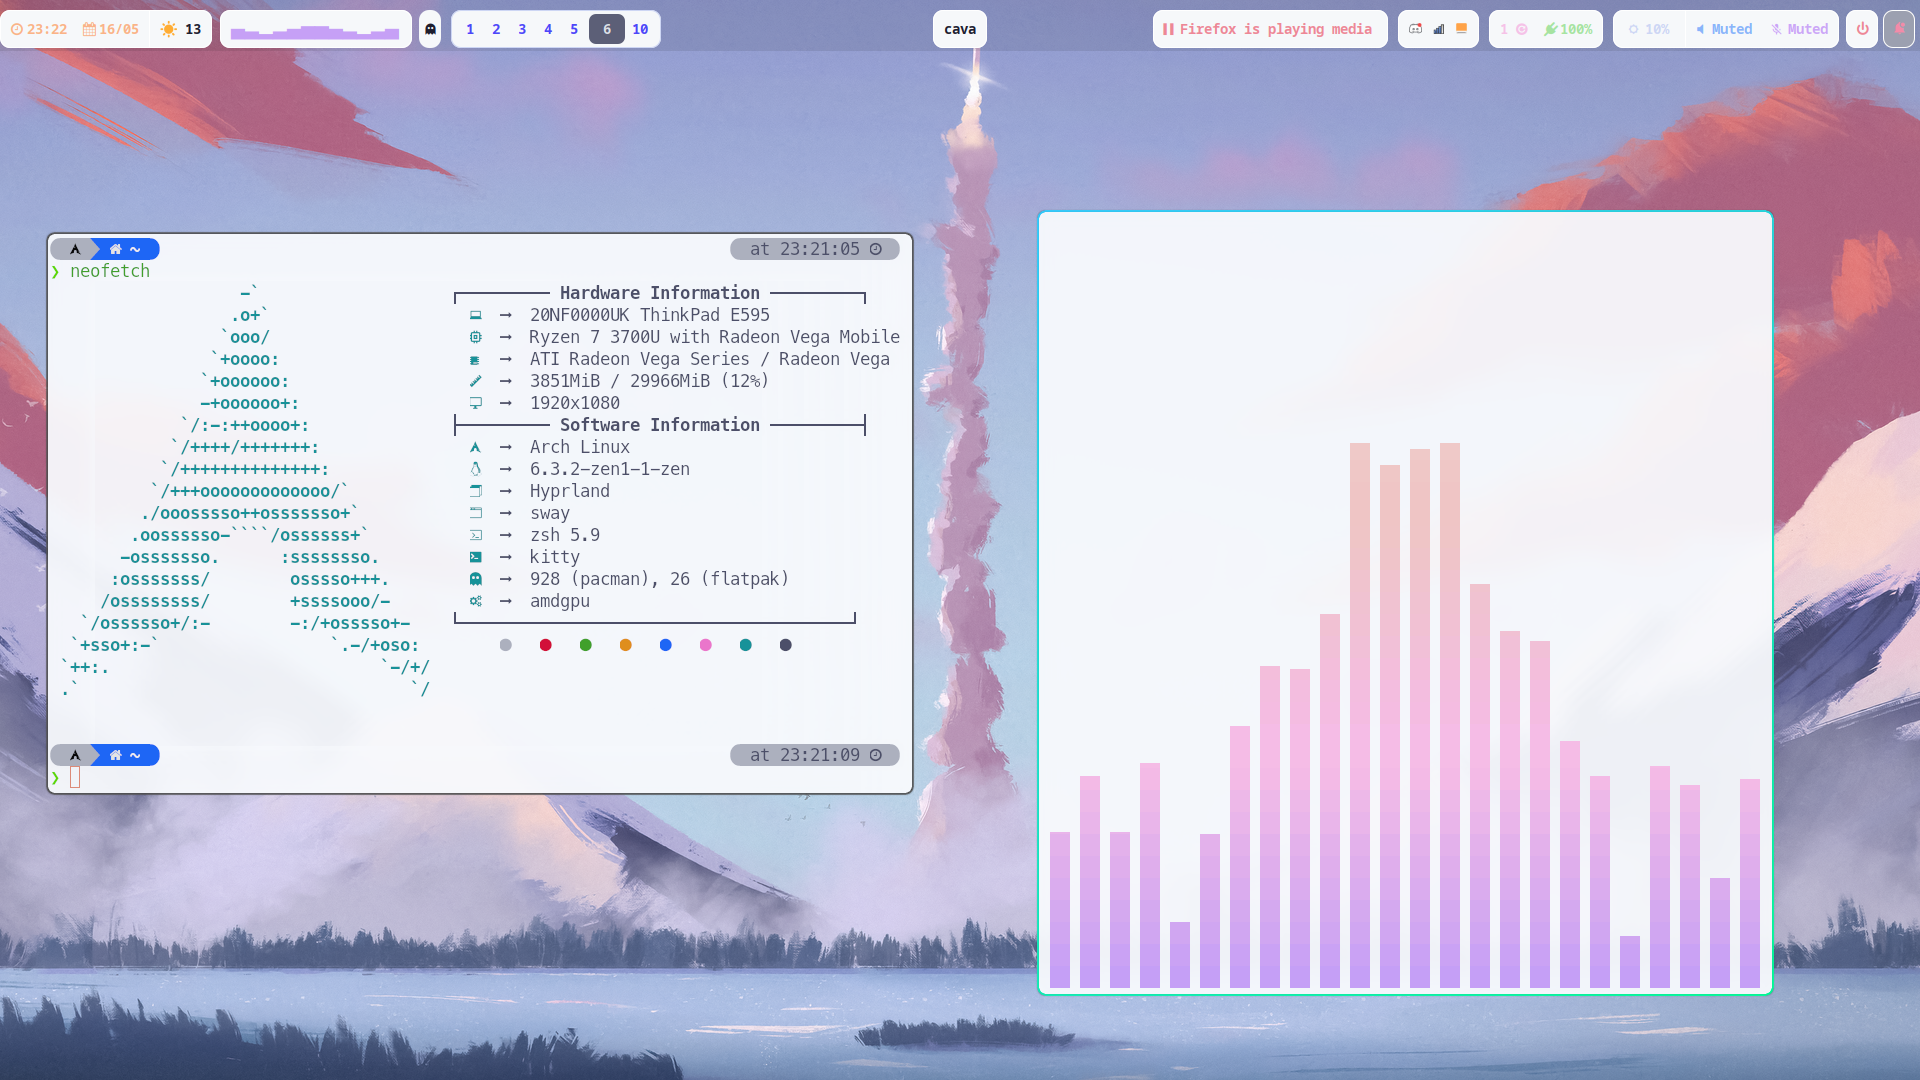 23:22 16/05 13
1 2 3 4 5 6 10
cava
Firefox is playing media
1 100%
10% Muted Muted
~ at 23:21:05
❯ neofetch
-`
.o+`
`ooo/
`+oooo:
`+oooooo:
-+oooooo+:
`/:-:++oooo+:
`/++++/+++++++:
`/++++++++++++++:
`/+++ooooooooooooo/`
./ooosssso++osssssso+`
.oossssso-````/ossssss+`
-osssssso. :ssssssso.
:osssssss/ osssso+++.
/ossssssss/ +ssssooo/-
`/ossssso+/:- -:/+osssso+-
`+sso+:-` `.-/+oso:
`++:. `-/+/
.` `/
Hardware Information
→ 20NF0000UK ThinkPad E595
→ Ryzen 7 3700U with Radeon Vega Mobile
→ ATI Radeon Vega Series / Radeon Vega
→ 3851MiB / 29966MiB (12%)
→ 1920x1080
Software Information
→ Arch Linux
→ 6.3.2-zen1-1-zen
→ Hyprland
→ sway
→ zsh 5.9
→ kitty
→ 928 (pacman), 26 (flatpak)
→ amdgpu
~ at 23:21:09
❯